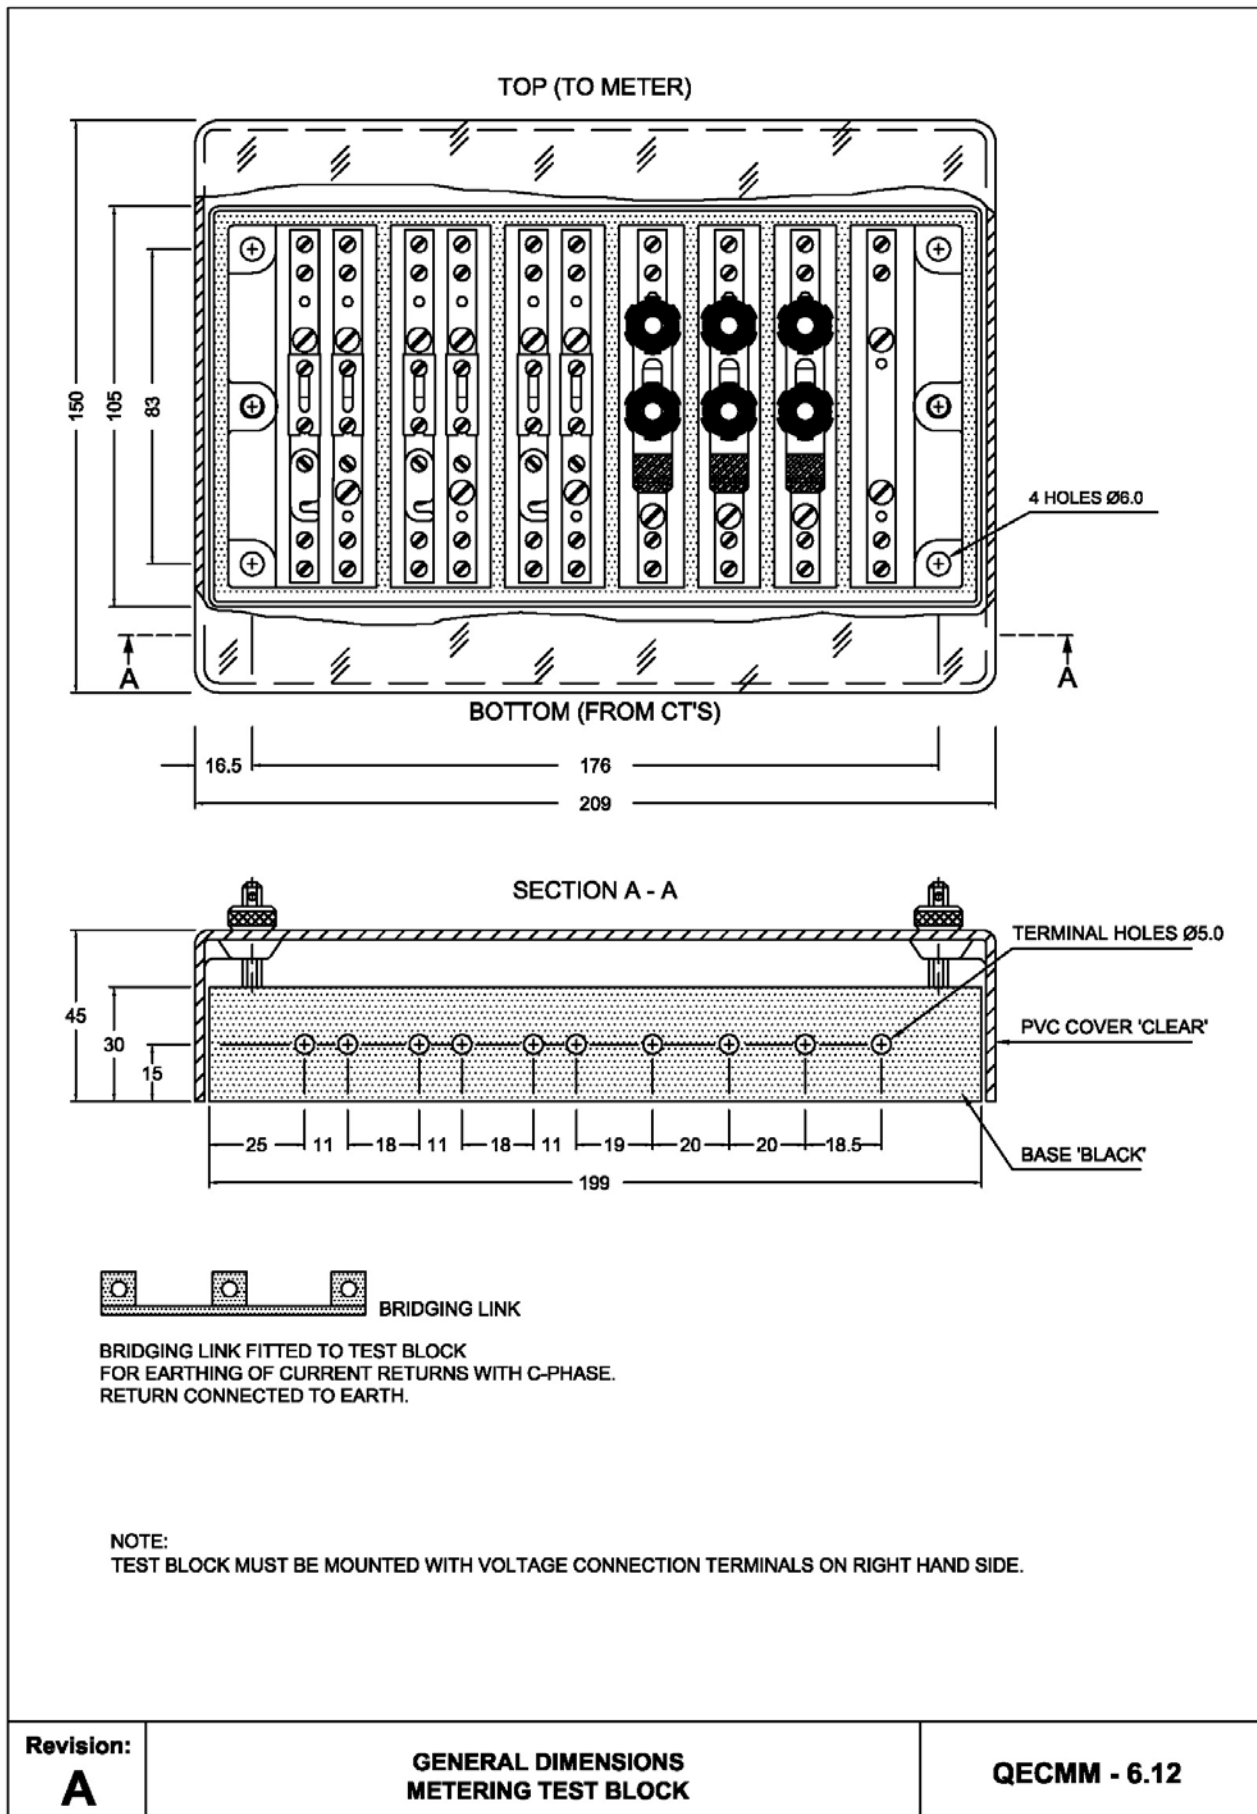 TOP (TO METER)
150
105
83
4 HOLES Ø6.0
A
A
BOTTOM (FROM CT'S)
16.5
176
209
SECTION A - A
TERMINAL HOLES Ø5.0
45
30
15
PVC COVER 'CLEAR'
25
11
18
11
18
11
19
20
20
18.5
BASE 'BLACK'
199
BRIDGING LINK
BRIDGING LINK FITTED TO TEST BLOCK
FOR EARTHING OF CURRENT RETURNS WITH C-PHASE.
RETURN CONNECTED TO EARTH.
NOTE:
TEST BLOCK MUST BE MOUNTED WITH VOLTAGE CONNECTION TERMINALS ON RIGHT HAND SIDE.
Revision:
A
GENERAL DIMENSIONS
METERING TEST BLOCK
QECMM - 6.12